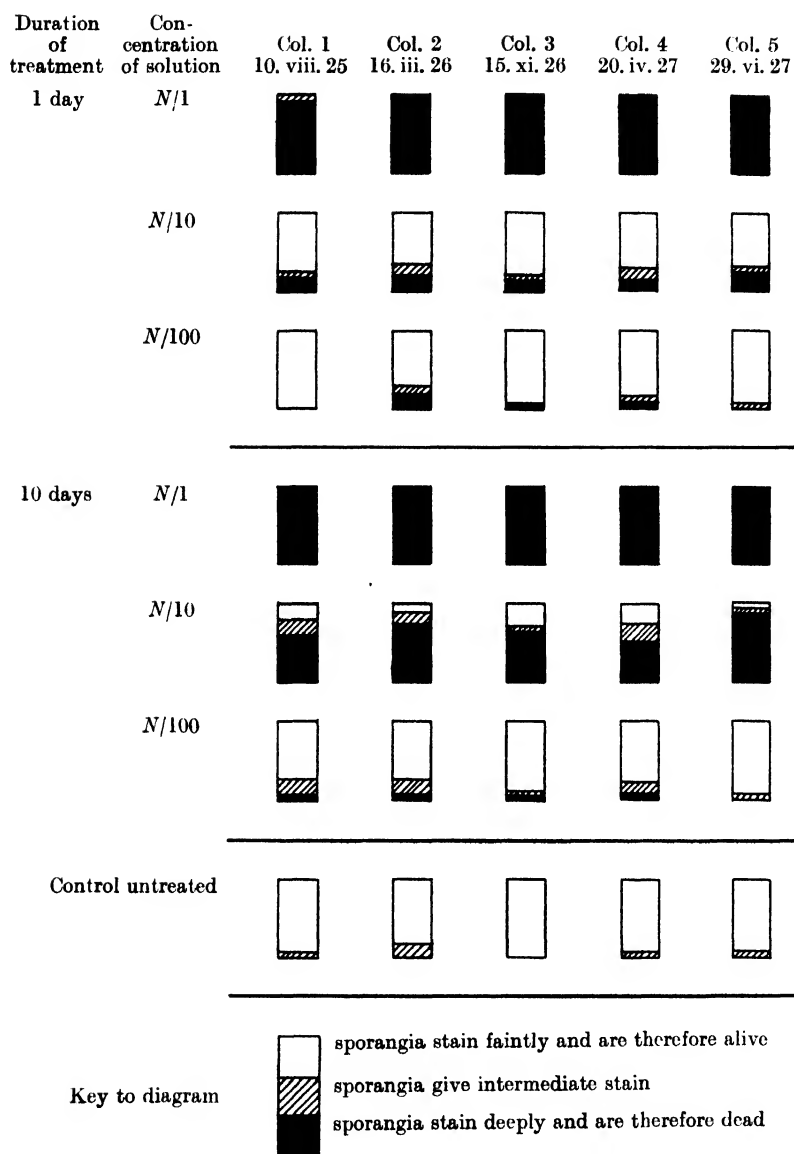 Duration of treatment
Con-centration of solution
Col. 1 10. viii. 25
Col. 2 16. iii. 26
Col. 3 15. xi. 26
Col. 4 20. iv. 27
Col. 5 29. vi. 27
1 day N/1
N/10
N/100
10 days N/1
N/10
N/100
Control untreated
Key to diagram
sporangia stain faintly and are therefore alive
sporangia give intermediate stain
sporangia stain deeply and are therefore dead